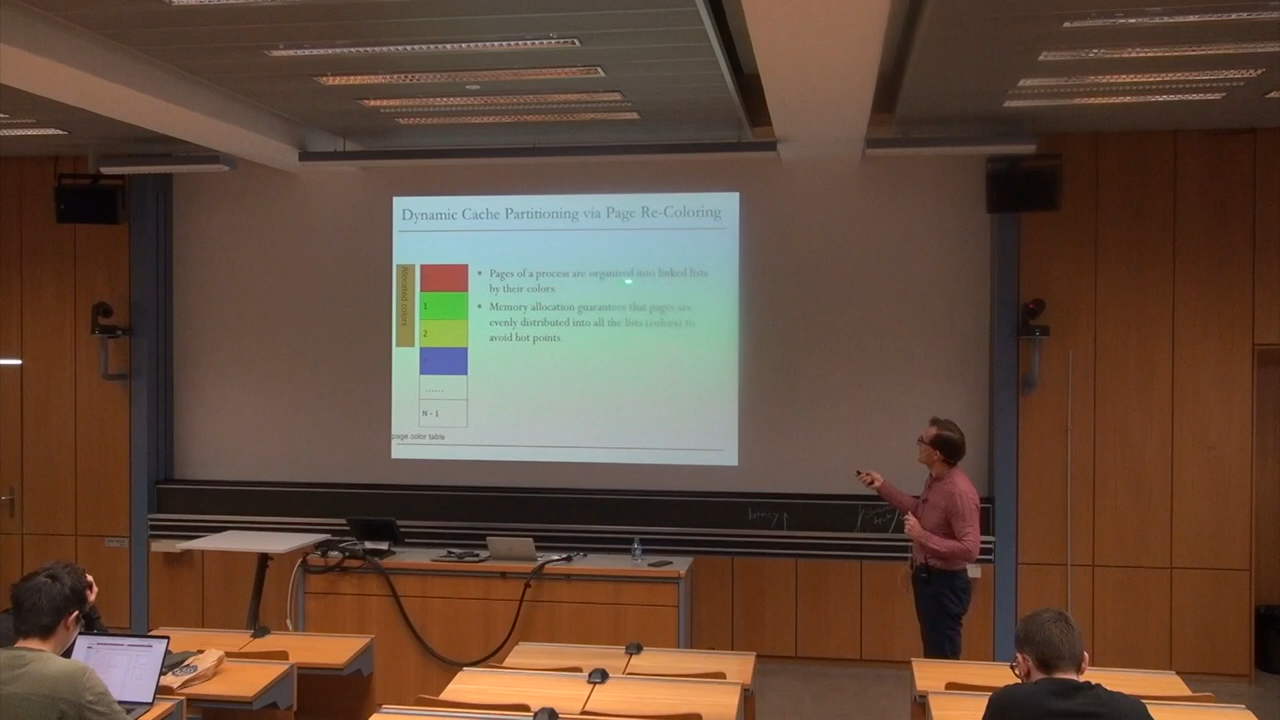 Dynamic Cache Partitioning via Page Re-Coloring
Allocated colors
1
2
......
N - 1
page color table
• Pages of a process are organized into linked lists
by their colors.
• Memory allocation guarantees that pages are
evenly distributed into all the lists (colors) to
avoid hot points.
latency